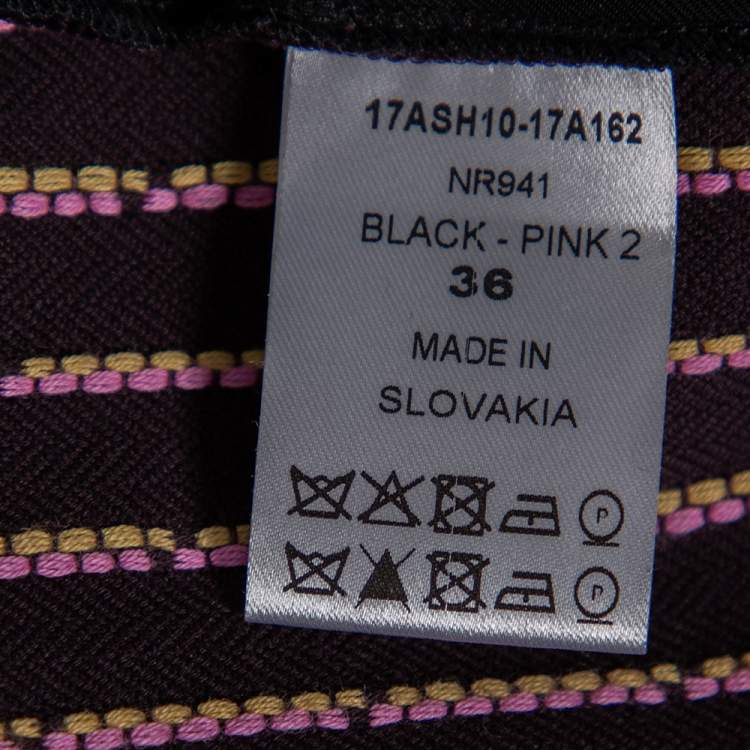 17ASH10-17A162
NR941
BLACK - PINK 2
36
MADE IN
SLOVAKIA
P
P